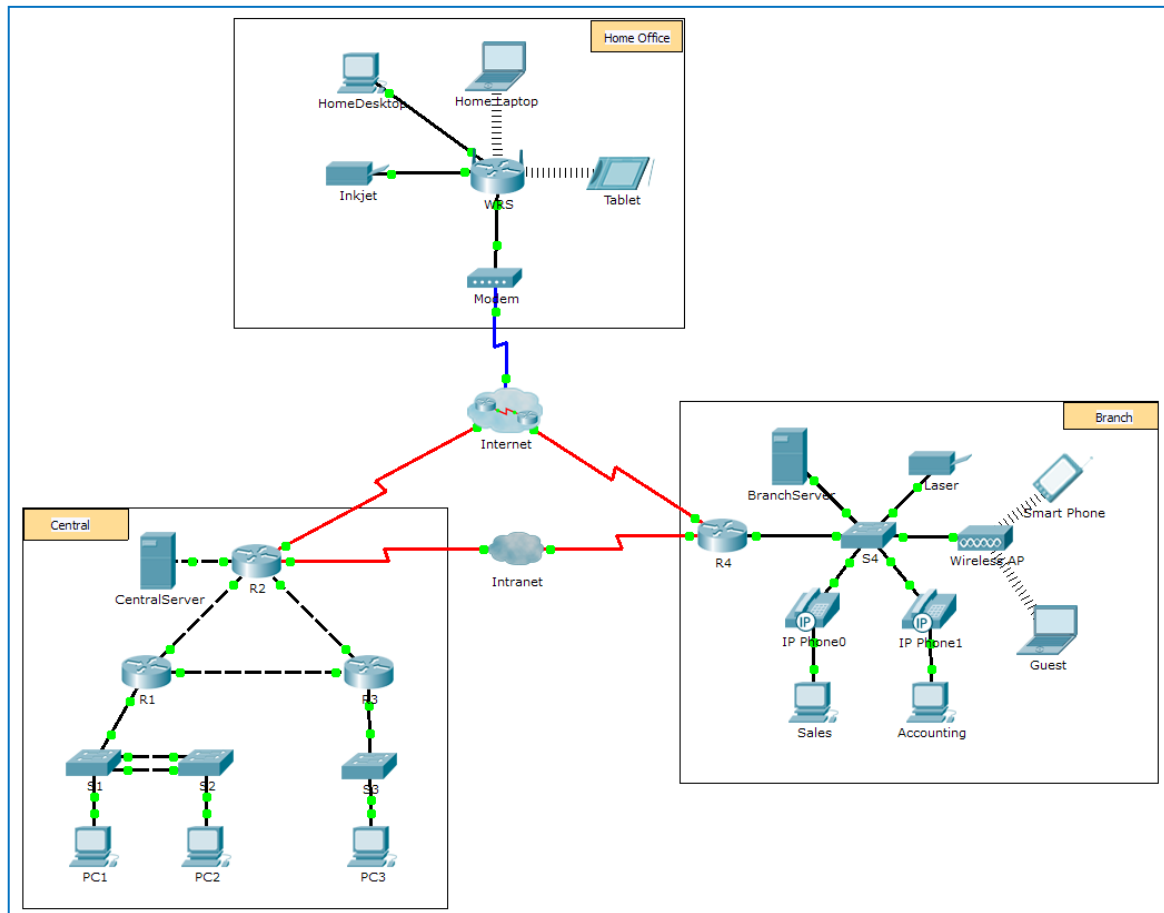 Home Office
HomeDesktop
Home Laptop
Inkjet
WRS
Tablet
Modem
Internet
Branch
BranchServer
Laser
Smart Phone
R4
S4
Wireless AP
IP
IP Phone0
IP
IP Phone1
Guest
Sales
Accounting
Central
CentralServer
R2
Intranet
R1
R3
S1
S2
S3
PC1
PC2
PC3